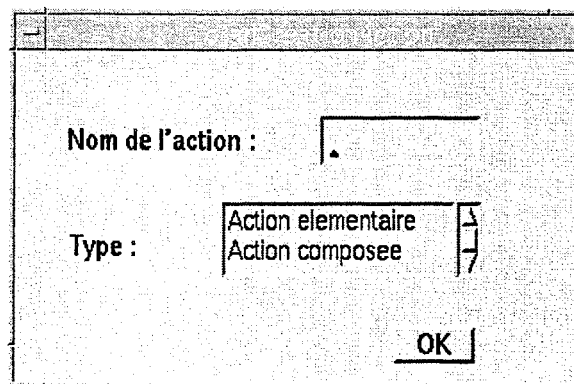 Nom de l'action :
Action elementaire
Type :
Action composee
OK